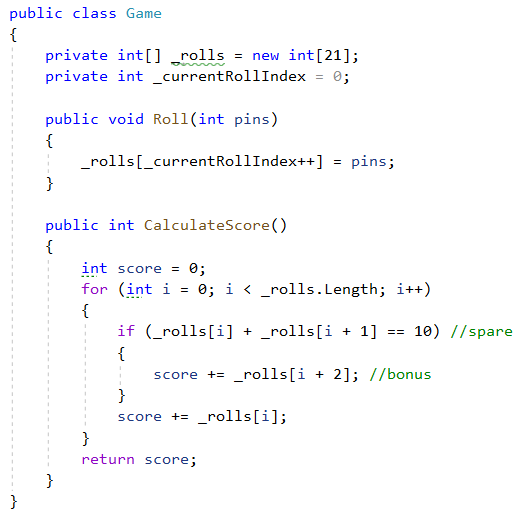 public class Game
{
    private int[] _rolls = new int[21];
    private int _currentRollIndex = 0;

    public void Roll(int pins)
    {
        _rolls[_currentRollIndex++] = pins;
    }

    public int CalculateScore()
    {
        int score = 0;
        for (int i = 0; i < _rolls.Length; i++)
        {
            if (_rolls[i] + _rolls[i + 1] == 10) //spare
            {
                score += _rolls[i + 2]; //bonus
            }
            score += _rolls[i];
        }
        return score;
    }
}